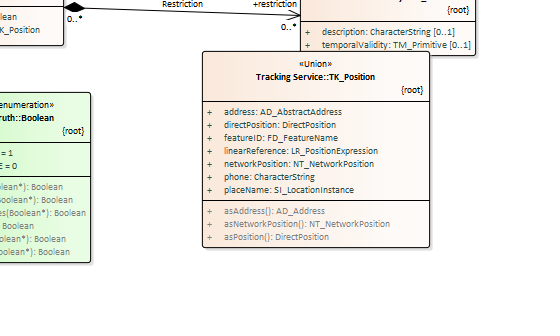 Restriction
+restriction
0..*
0..*
{root}
+ description: CharacterString [0..1]
+ temporalValidity: TM_Primitive [0..1]
lean
K_Position
«Union»
Tracking Service::TK_Position
{root}
+ address: AD_AbstractAddress
+ directPosition: DirectPosition
+ featureID: FD_FeatureName
+ linearReference: LR_PositionExpression
+ networkPosition: NT_NetworkPosition
+ phone: CharacterString
+ placeName: SI_LocationInstance
+ asAddress(): AD_Address
+ asNetworkPosition(): NT_NetworkPosition
+ asPosition(): DirectPosition
enumeration»
ruth::Boolean
{root}
= 1
E = 0
olean*): Boolean
Boolean*): Boolean
es(Boolean*): Boolean
Boolean
olean*): Boolean
oolean*): Boolean